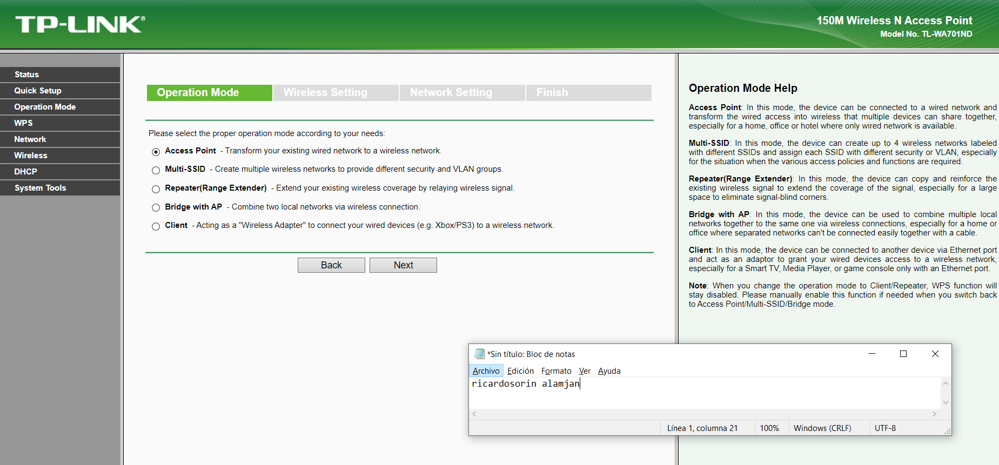 TP-LINK®
150M Wireless N Access Point
Model No. TL-WA701ND
Status
Quick Setup
Operation Mode
WPS
Network
Wireless
DHCP
System Tools
Operation Mode
Wireless Setting
Network Setting
Finish
Please select the proper operation mode according to your needs:
Access Point - Transform your existing wired network to a wireless network.
Multi-SSID - Create multiple wireless networks to provide different security and VLAN groups.
Repeater(Range Extender) - Extend your existing wireless coverage by relaying wireless signal.
Bridge with AP - Combine two local networks via wireless connection.
Client - Acting as a "Wireless Adapter" to connect your wired devices (e.g. Xbox/PS3) to a wireless network.
Back
Next
Operation Mode Help
Access Point: In this mode, the device can be connected to a wired network and
transform the wired access into wireless that multiple devices can share together,
especially for a home, office or hotel where only wired network is available.
Multi-SSID: In this mode, the device can create up to 4 wireless networks labeled
with different SSIDs and assign each SSID with different security or VLAN, especially
for the situation when the various access policies and functions are required.
Repeater(Range Extender): In this mode, the device can copy and reinforce the
existing wireless signal to extend the coverage of the signal, especially for a large
space to eliminate signal-blind corners.
Bridge with AP: In this mode, the device can be used to combine multiple local
networks together to the same one via wireless connections, especially for a home or
office where separated networks can't be connected easily together with a cable.
Client: In this mode, the device can be connected to another device via Ethernet port
and act as an adaptor to grant your wired devices access to a wireless network,
especially for a Smart TV, Media Player, or game console only with an Ethernet port.
Note: When you change the operation mode to Client/Repeater, WPS function will
stay disabled. Please manually enable this function if needed when you switch back
to Access Point/Multi-SSID/Bridge mode.
*Sin título: Bloc de notas
Archivo Edición Formato Ver Ayuda
ricardosorin alamjan
Línea 1, columna 21 100% Windows (CRLF) UTF-8